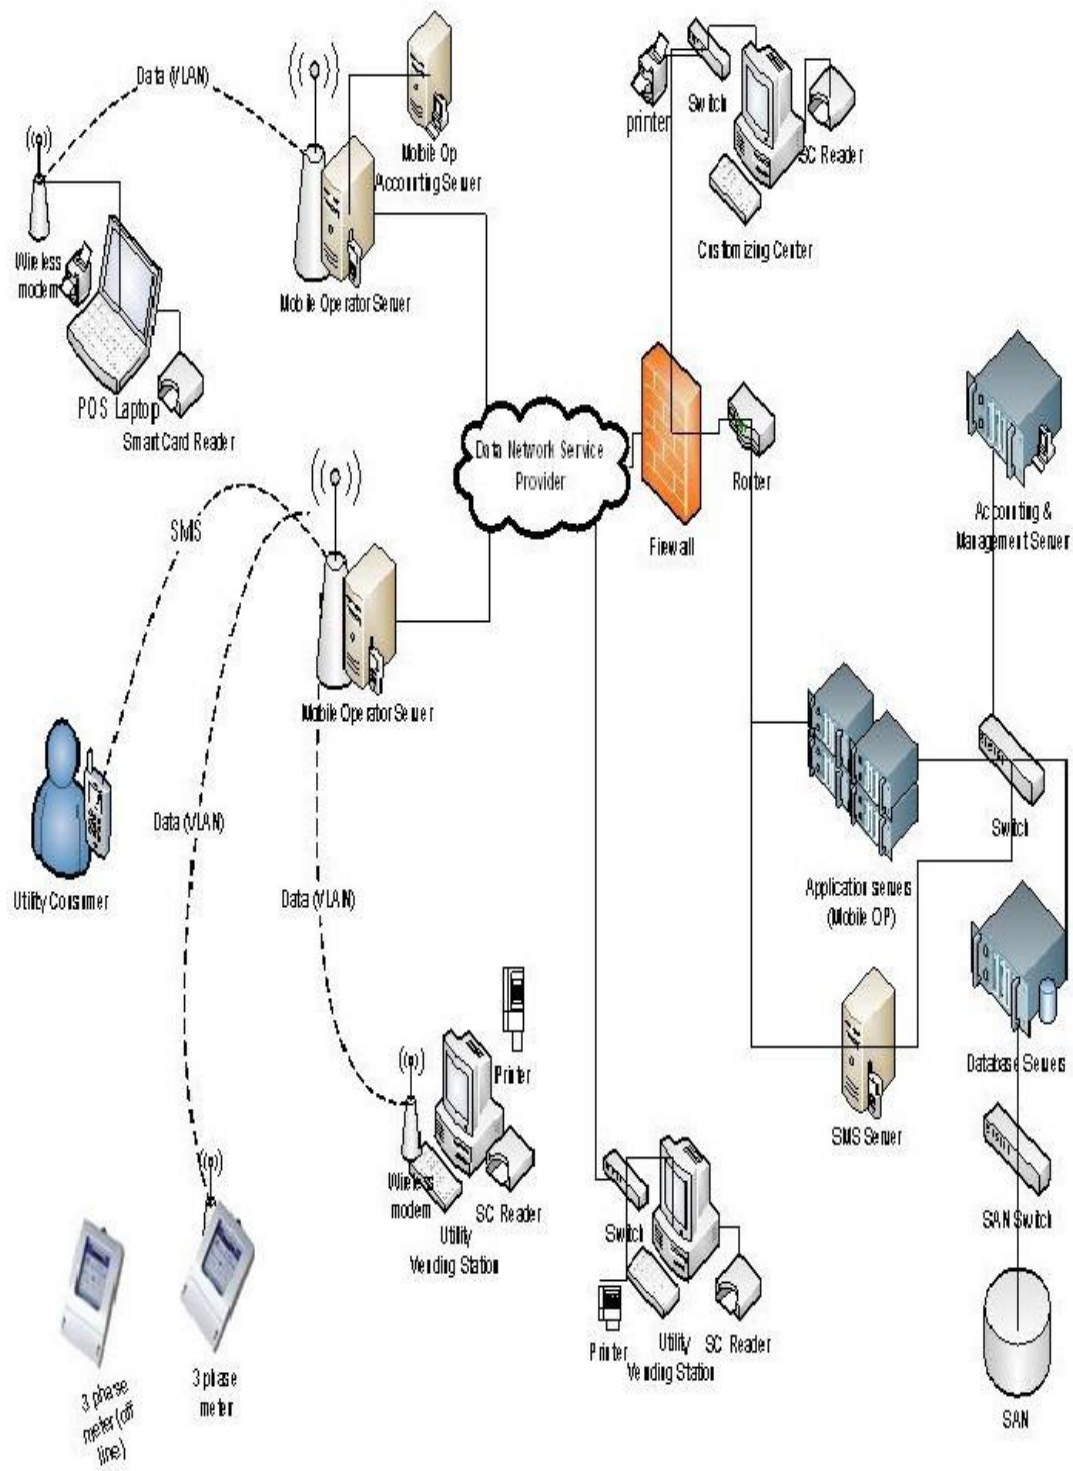 Data (VLAN)
Mobile Op
Accounting Server
Wireless
modem
Mobile Operator Server
POS Laptop
Smart Card Reader
printer
Switch
SC Reader
Customizing Center
Data Network Service
Provider
Firewall
Router
Accounting &
Management Server
SMS
Mobile Operator Server
Utility Consumer
Data (VLAN)
Data (VLAN)
Application servers
(Mobile OP)
Switch
Database Servers
SMS Server
Printer
Wireless
modem
SC Reader
Utility
Vending Station
Switch
Printer
Utility
Vending Station
SC Reader
SAN Switch
SAN
3 phase
meter
3 phase
meter (off
line)